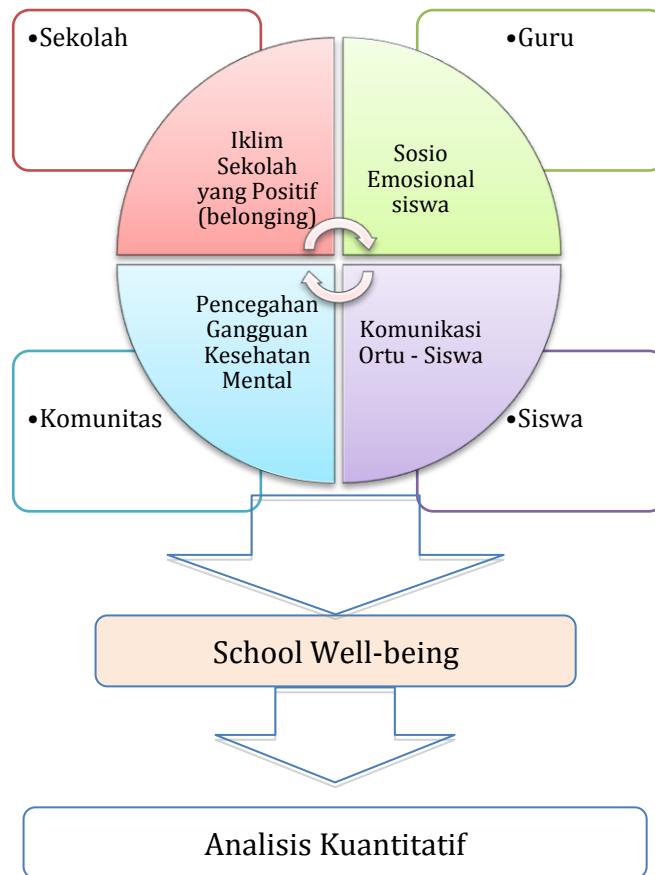 •Sekolah
•Guru
Iklim
Sekolah
yang Positif
(belonging)
Sosio
Emosional
siswa
Pencegahan
Gangguan
Kesehatan
Mental
Komunikasi
Ortu - Siswa
•Komunitas
•Siswa
School Well-being
Analisis Kuantitatif